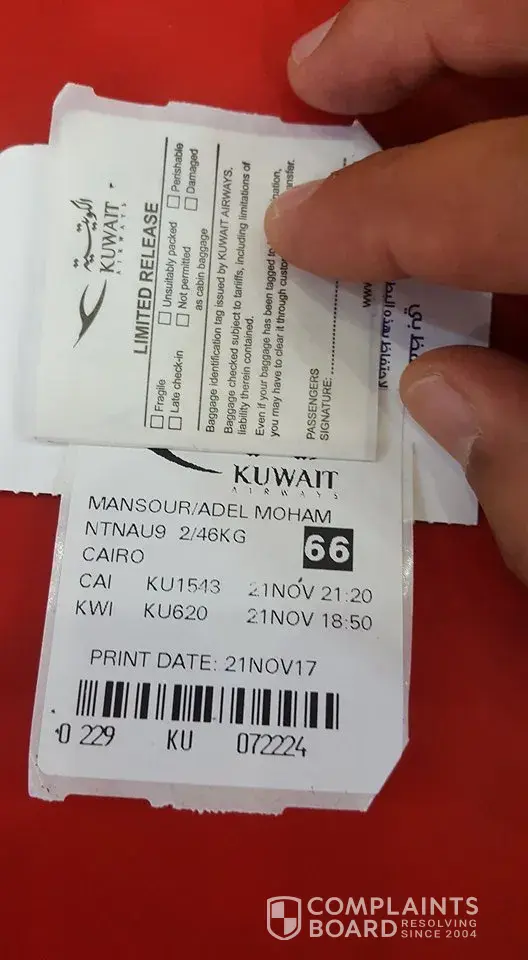 الكويتية
KUWAIT
AIRWAYS
LIMITED RELEASE
Fragile
Unsuitably packed
Perishable
Late check-in
Not permitted
Damaged
as cabin baggage
Baggage identification tag issued by KUWAIT AIRWAYS.
Baggage checked subject to tariffs, including limitations of
liability therein contained.
Even if your baggage has been tagged to
you may have to clear it through
PASSENGERS
SIGNATURE:
KUWAIT
AIRWAYS
MANSOUR/ADEL MOHAM
NTNAU9 2/46KG
66
CAIRO
CAI KU1543 21NOV 21:20
KWI KU620 21NOV 18:50
PRINT DATE: 21NOV17
0 229 KU 072224
COMPLAINTS
BOARD RESOLVING
SINCE 2004